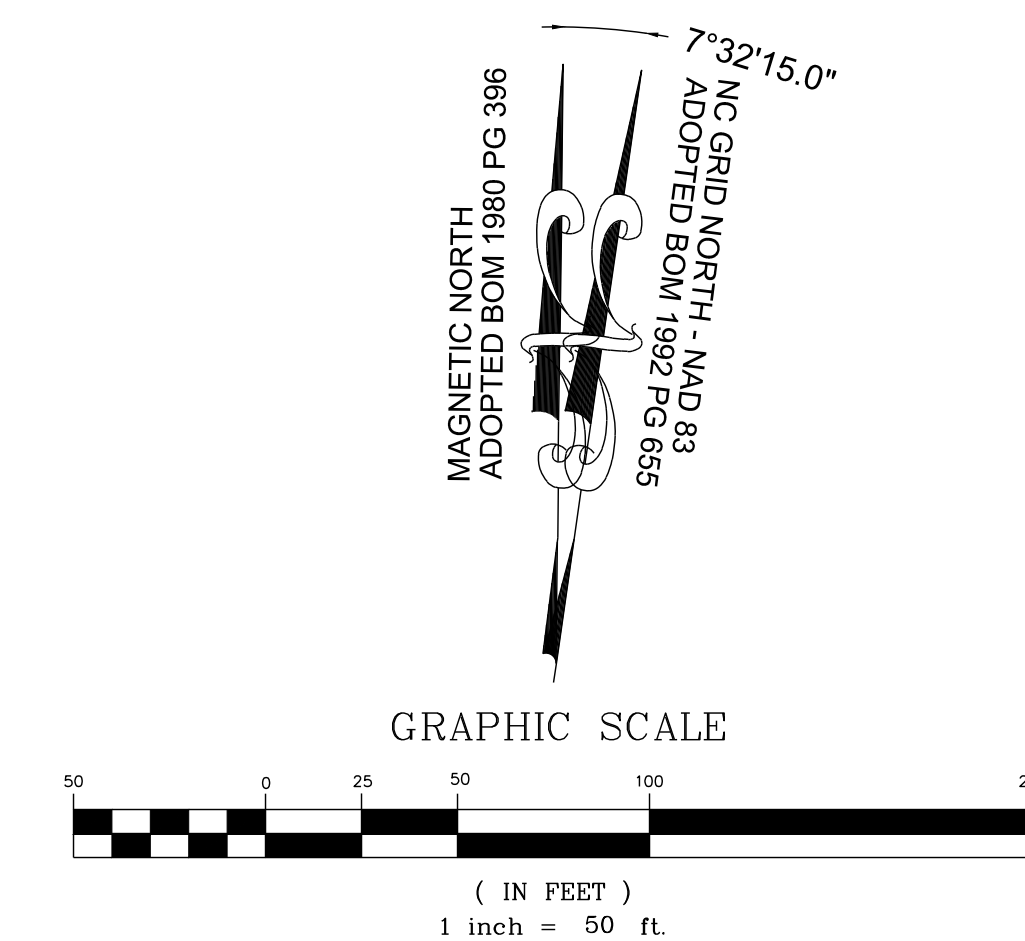 7°32'15.0"
MAGNETIC NORTH
ADOPTED BOM 1980 PG 396
NC GRID NORTH - NAD 83
ADOPTED BOM 1992 PG 655
GRAPHIC SCALE
50 0 25 50 100 2
( IN FEET )
1 inch = 50 ft.